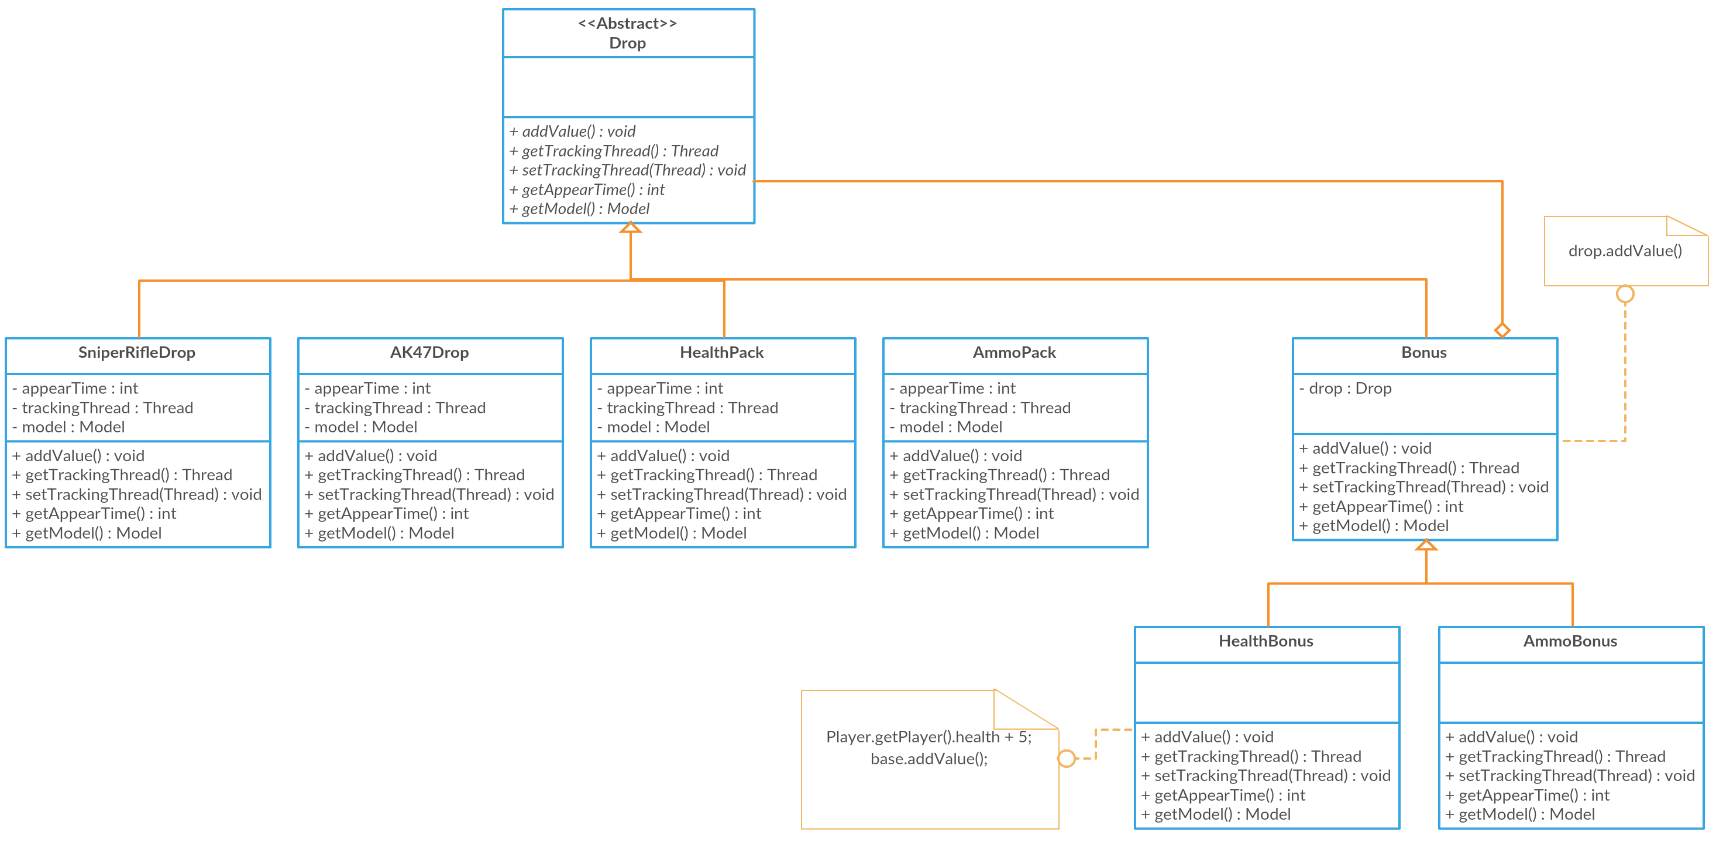 <<Abstract>>
Drop
+ addValue() : void
+ getTrackingThread() : Thread
+ setTrackingThread(Thread) : void
+ getAppearTime() : int
+ getModel() : Model
drop.addValue()
SniperRifleDrop
- appearTime : int
- trackingThread : Thread
- model : Model
+ addValue() : void
+ getTrackingThread() : Thread
+ setTrackingThread(Thread) : void
+ getAppearTime() : int
+ getModel() : Model
AK47Drop
- appearTime : int
- trackingThread : Thread
- model : Model
+ addValue() : void
+ getTrackingThread() : Thread
+ setTrackingThread(Thread) : void
+ getAppearTime() : int
+ getModel() : Model
HealthPack
- appearTime : int
- trackingThread : Thread
- model : Model
+ addValue() : void
+ getTrackingThread() : Thread
+ setTrackingThread(Thread) : void
+ getAppearTime() : int
+ getModel() : Model
AmmoPack
- appearTime : int
- trackingThread : Thread
- model : Model
+ addValue() : void
+ getTrackingThread() : Thread
+ setTrackingThread(Thread) : void
+ getAppearTime() : int
+ getModel() : Model
Bonus
- drop : Drop
+ addValue() : void
+ getTrackingThread() : Thread
+ setTrackingThread(Thread) : void
+ getAppearTime() : int
+ getModel() : Model
Player.getPlayer().health + 5;
base.addValue();
HealthBonus
+ addValue() : void
+ getTrackingThread() : Thread
+ setTrackingThread(Thread) : void
+ getAppearTime() : int
+ getModel() : Model
AmmoBonus
+ addValue() : void
+ getTrackingThread() : Thread
+ setTrackingThread(Thread) : void
+ getAppearTime() : int
+ getModel() : Model